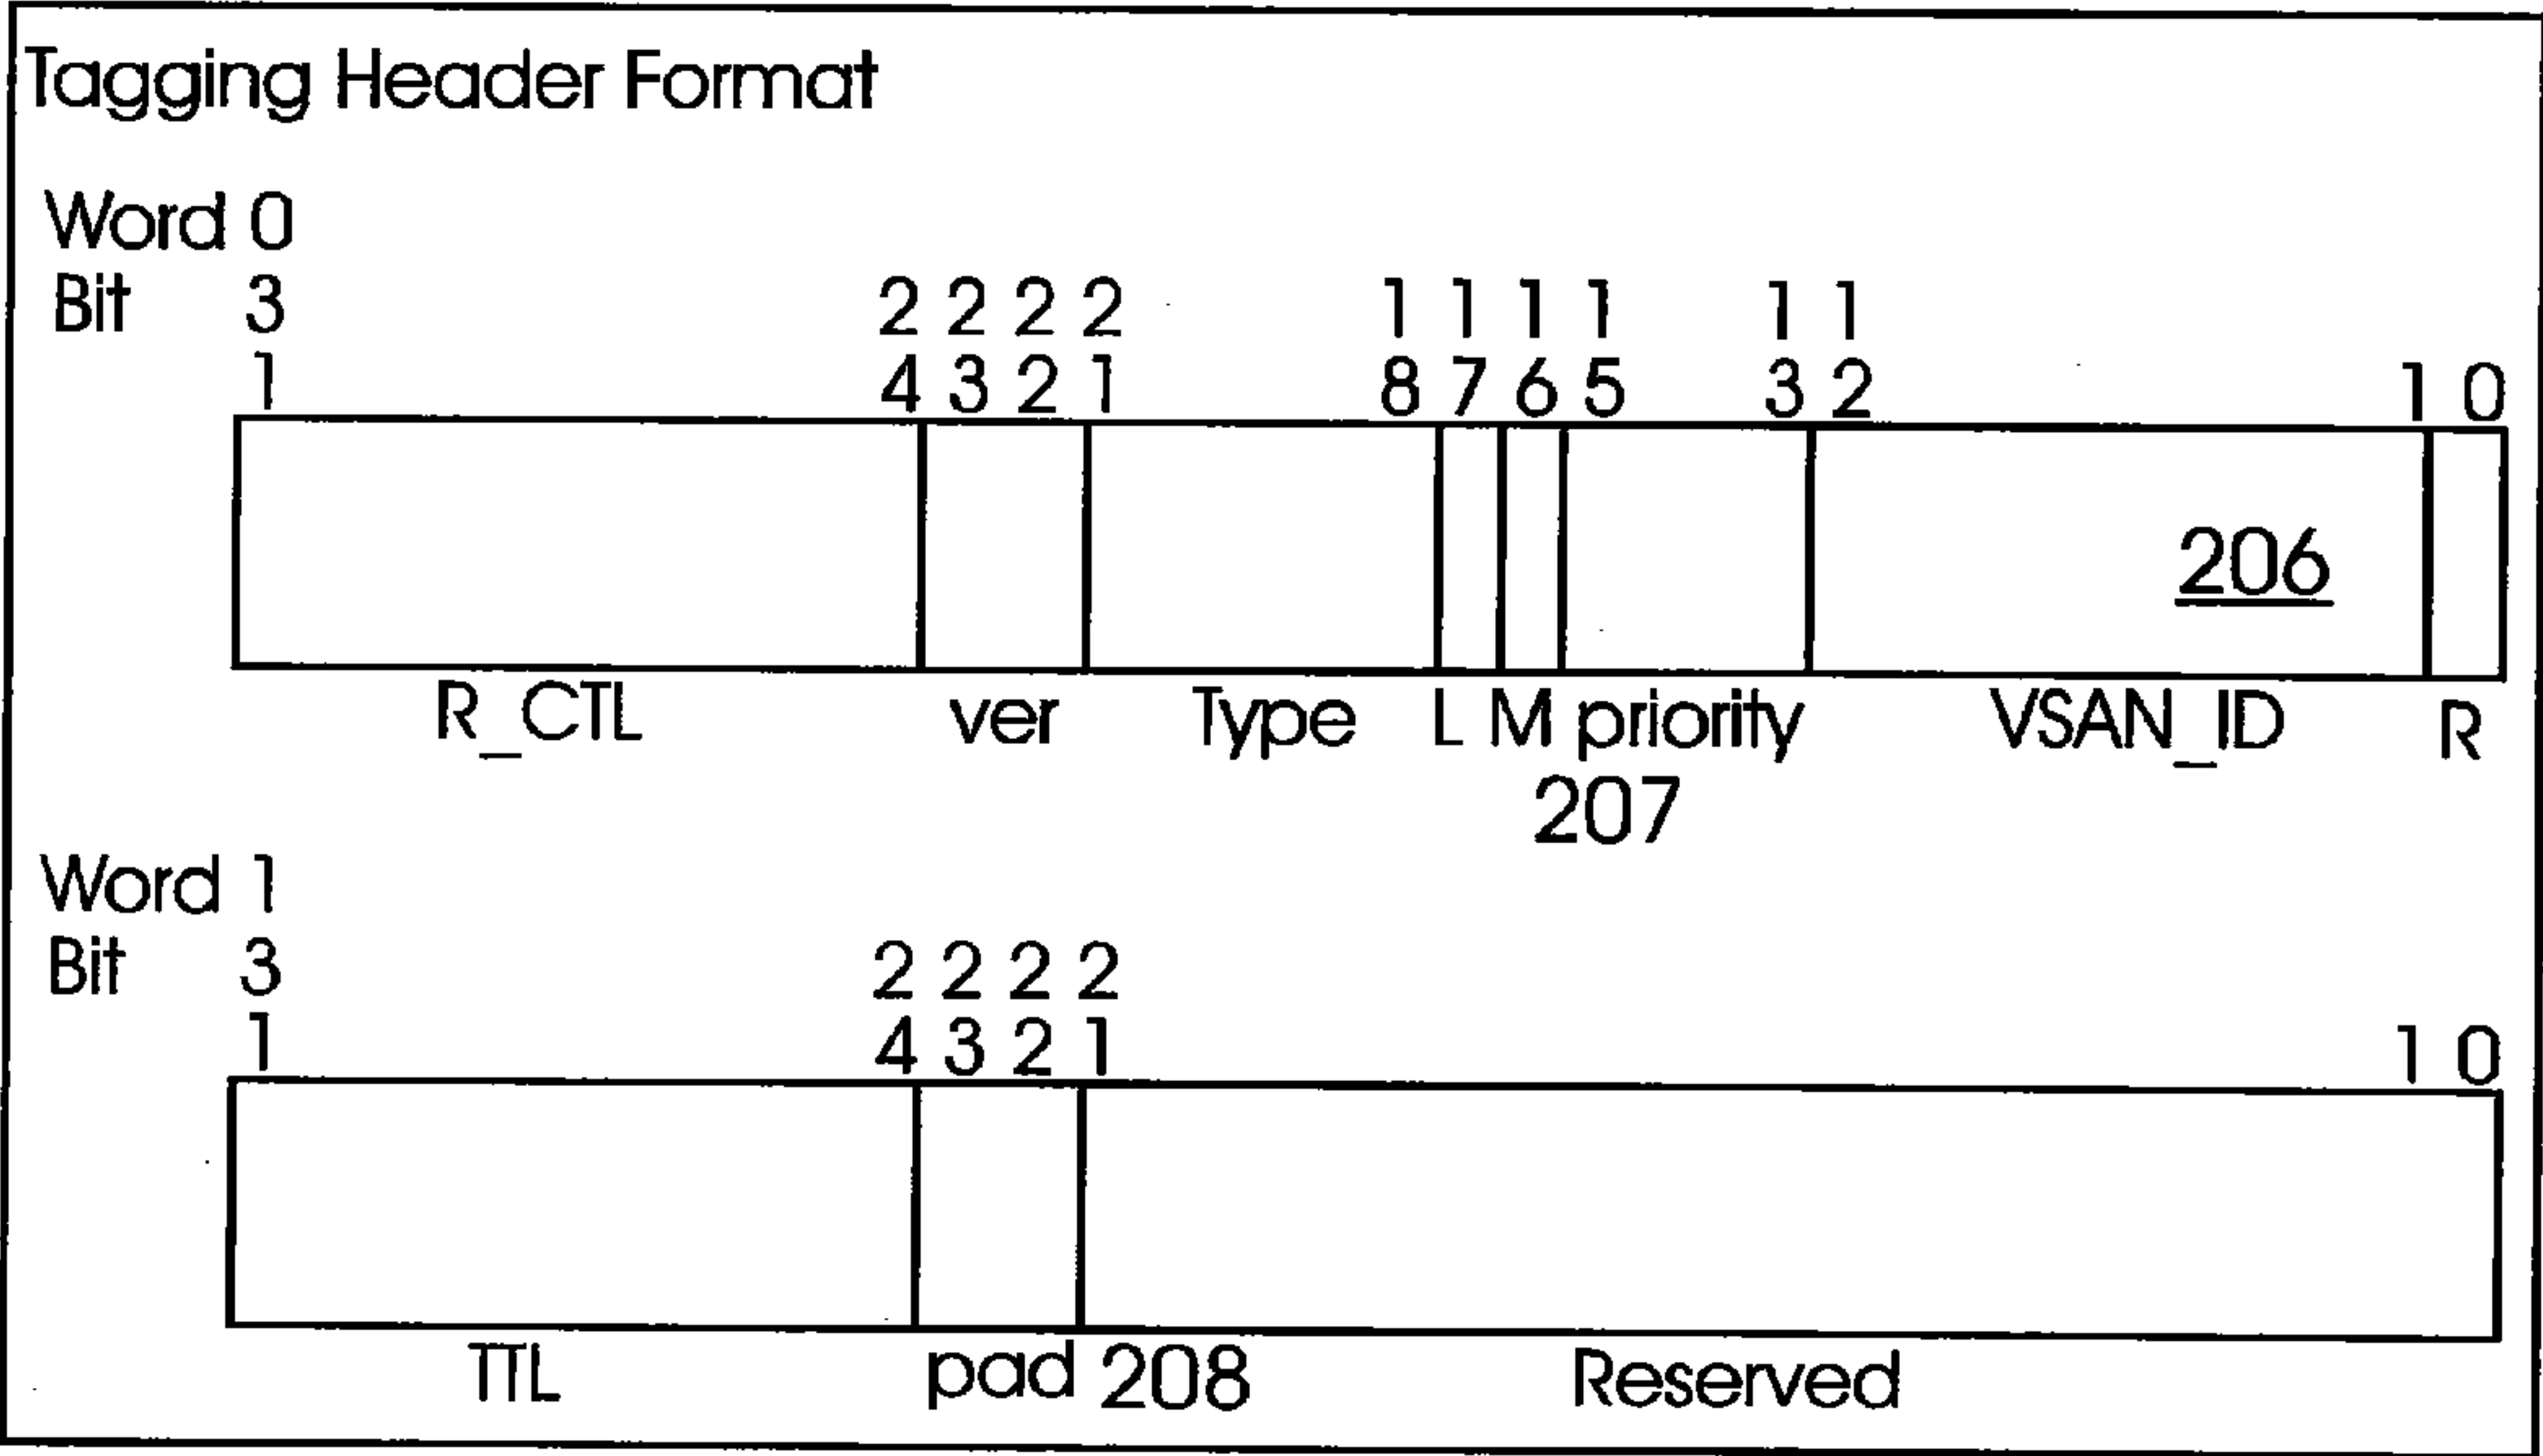 Tagging Header Format
Word 0
Bit 3 2 2 2 2 1 1 1 1 1 1
1 4 3 2 1 8 7 6 5 3 2 1 0
206
R_CTL ver Type L M priority VSAN_ID R
207
Word 1
Bit 3 2 2 2 2
1 4 3 2 1 1 0
TTL pad 208 Reserved